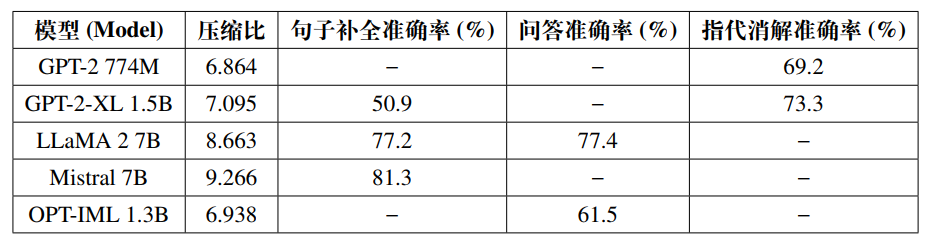 模型 (Model) 压缩比 句子补全准确率 (%) 问答准确率 (%) 指代消解准确率 (%)
GPT-2 774M 6.864 – – 69.2
GPT-2-XL 1.5B 7.095 50.9 – 73.3
LLaMA 2 7B 8.663 77.2 77.4 –
Mistral 7B 9.266 81.3 – –
OPT-IML 1.3B 6.938 – 61.5 –